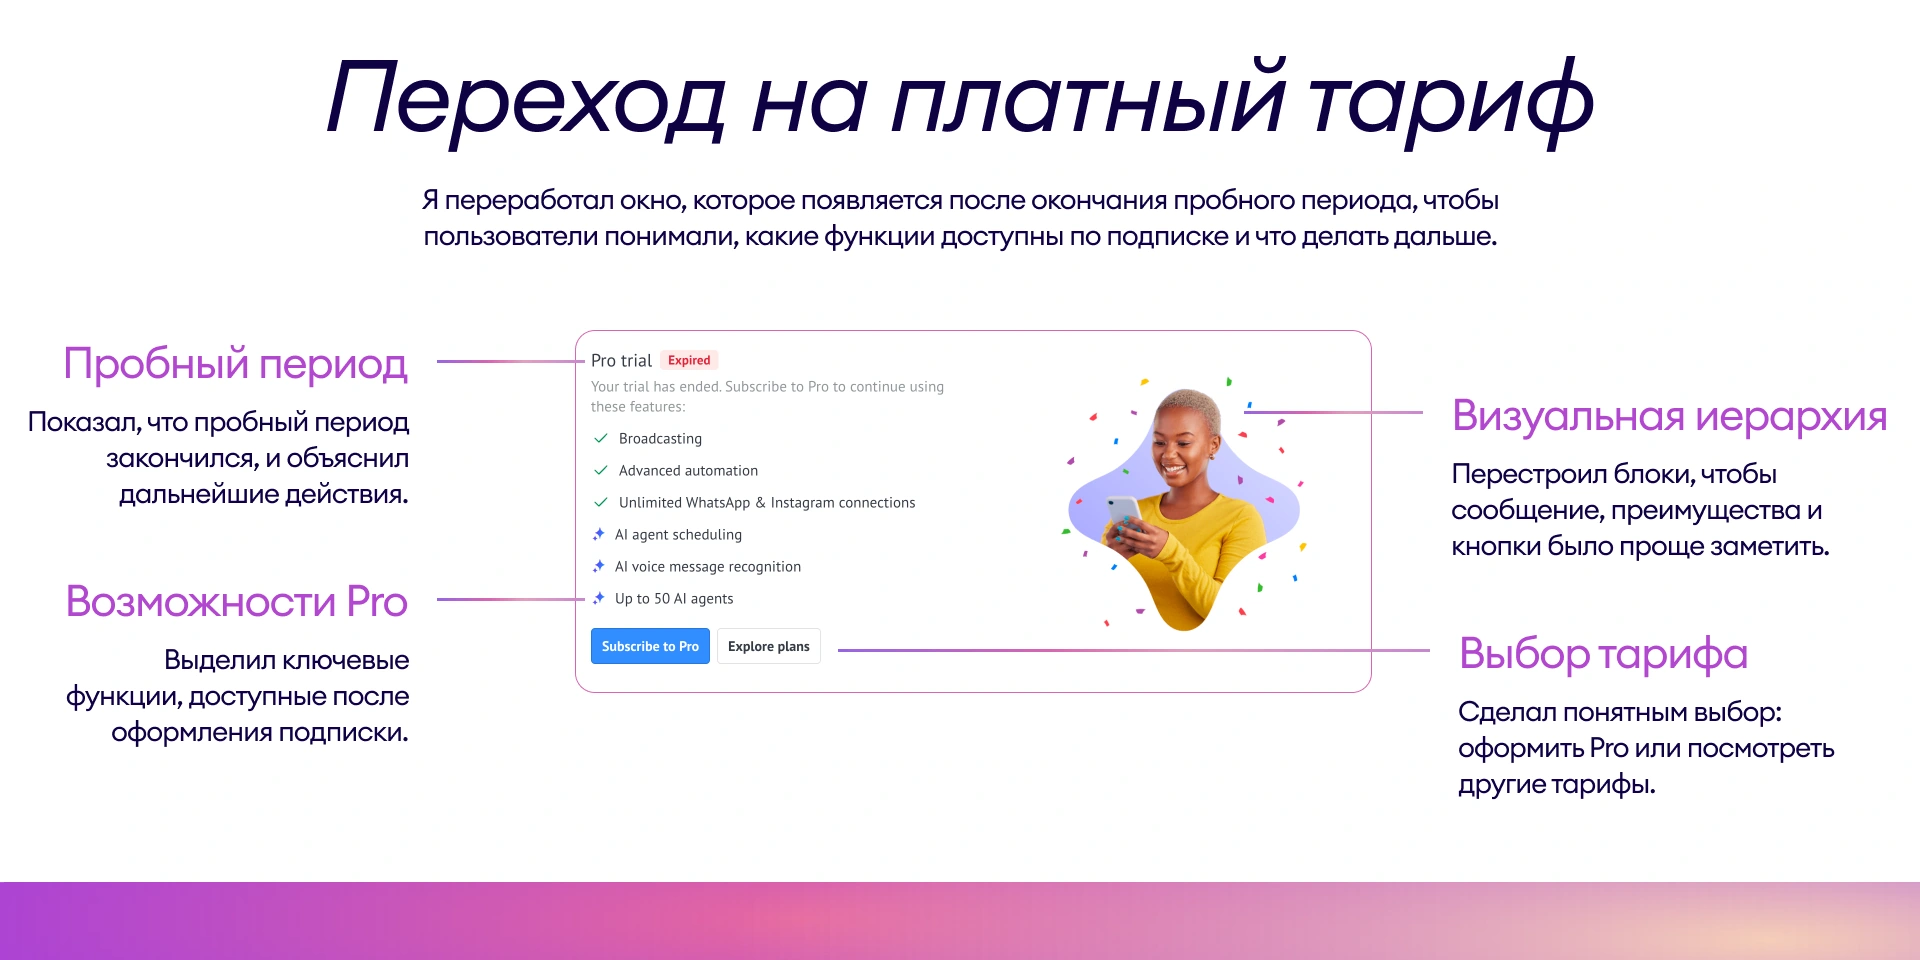 Переход на платный тариф
Я переработал окно, которое появляется после окончания пробного периода, чтобы
пользователи понимали, какие функции доступны по подписке и что делать дальше.
Пробный период
Показал, что пробный период
закончился, и объяснил
дальнейшие действия.
Возможности Pro
Выделил ключевые
функции, доступные после
оформления подписки.
Pro trial Expired
Your trial has ended. Subscribe to Pro to continue using
these features:
Broadcasting
Advanced automation
Unlimited WhatsApp & Instagram connections
AI agent scheduling
AI voice message recognition
Up to 50 AI agents
Subscribe to Pro Explore plans
Визуальная иерархия
Перестроил блоки, чтобы
сообщение, преимущества и
кнопки было проще заметить.
Выбор тарифа
Сделал понятным выбор:
оформить Pro или посмотреть
другие тарифы.